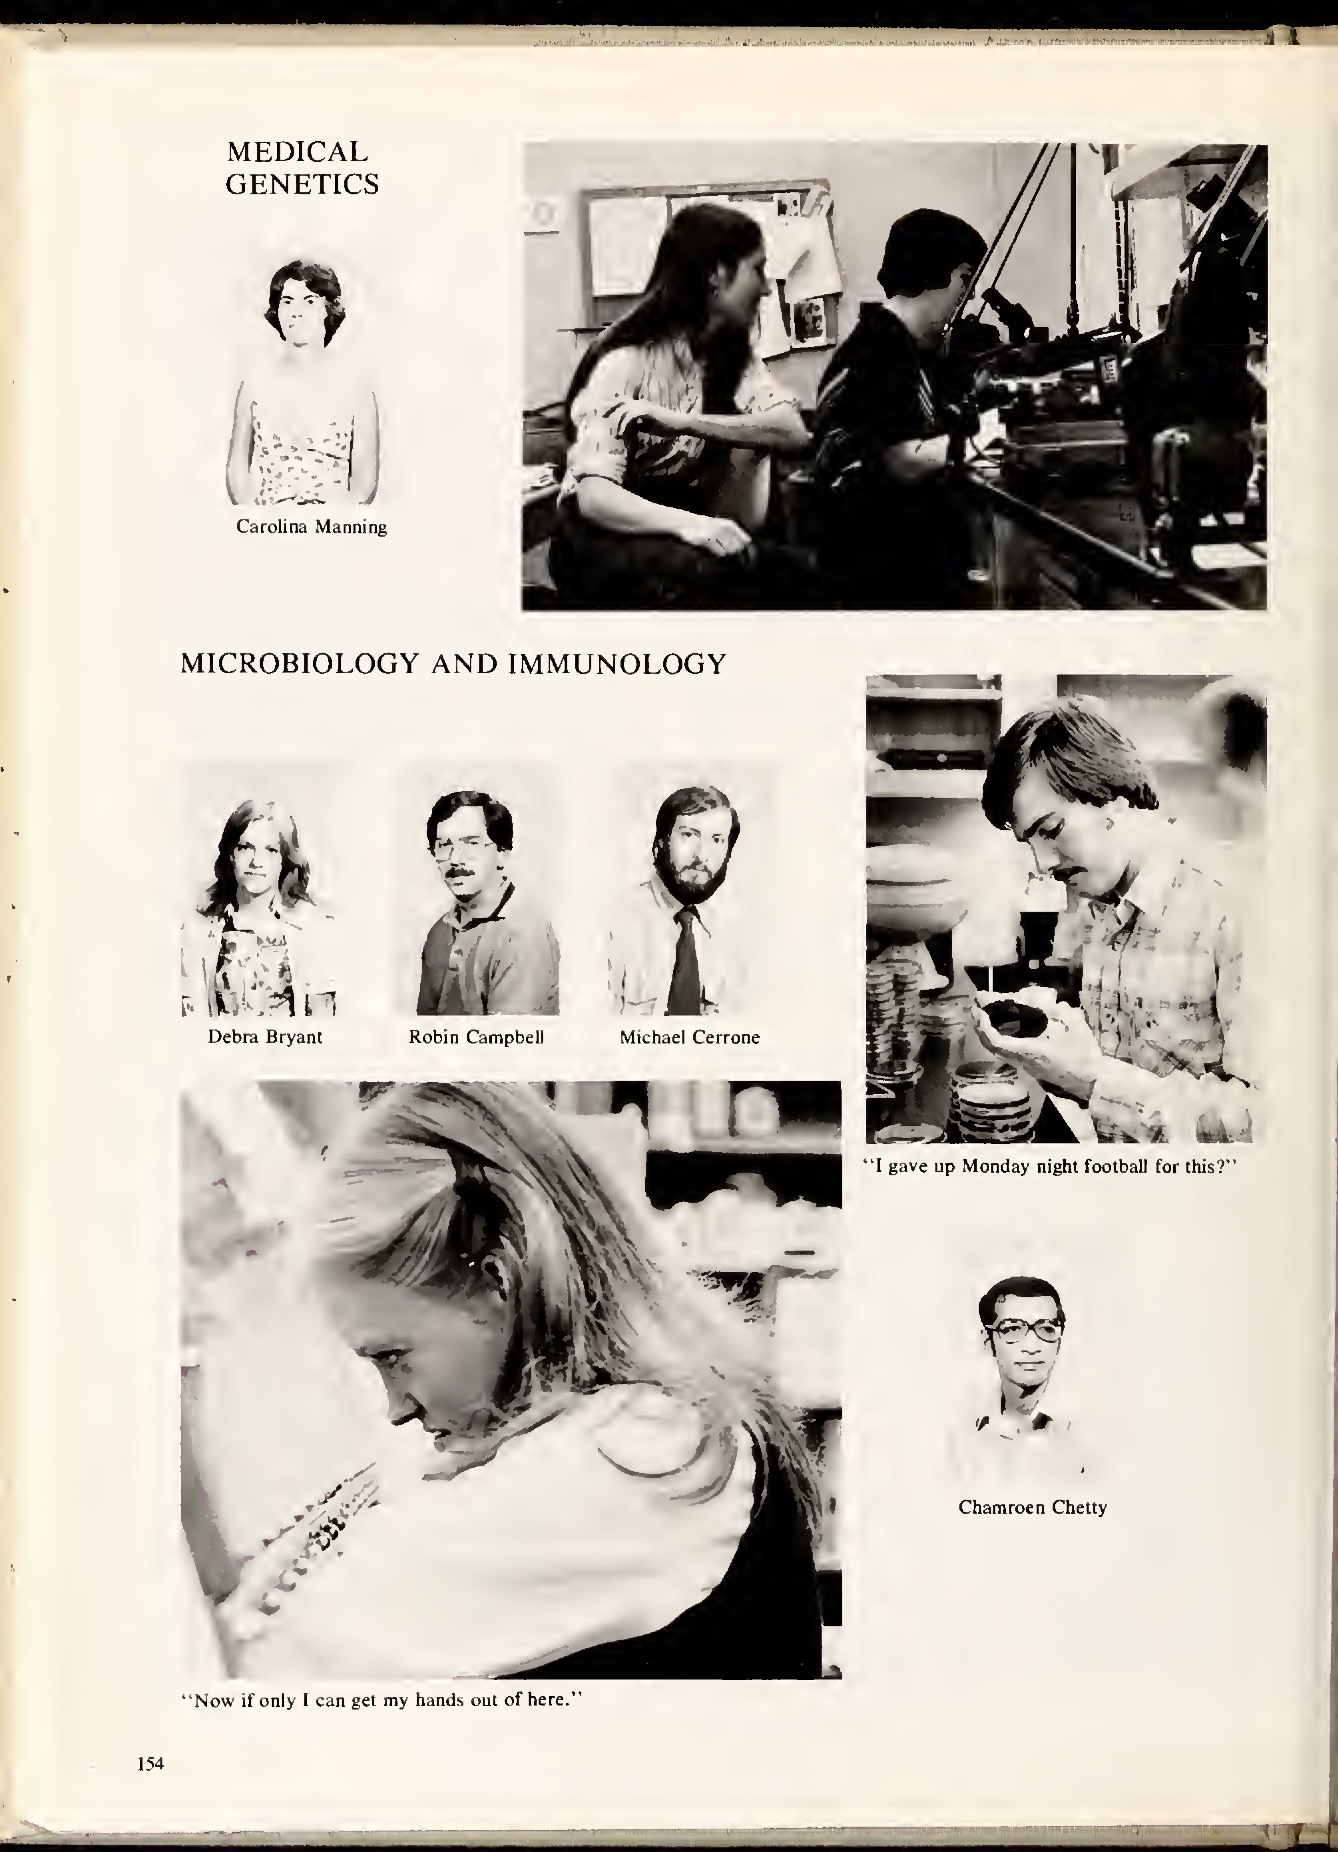 MEDICAL
GENETICS
Carolina Manning
MICROBIOLOGY AND IMMUNOLOGY
Debra Bryant
Robin Campbell
Michael Cerrone
"I gave up Monday night football for this?"
Chamroen Chetty
"Now if only I can get my hands out of here."
154